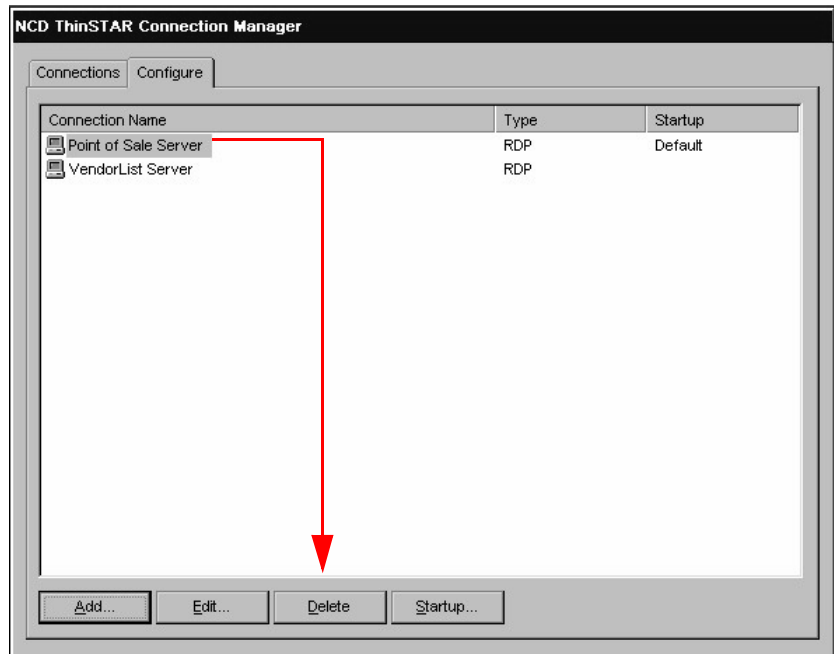 NCD ThinSTAR Connection Manager
Connections Configure
Connection Name Type Startup
Point of Sale Server RDP Default
VendorList Server RDP
Add... Edit... Delete Startup...